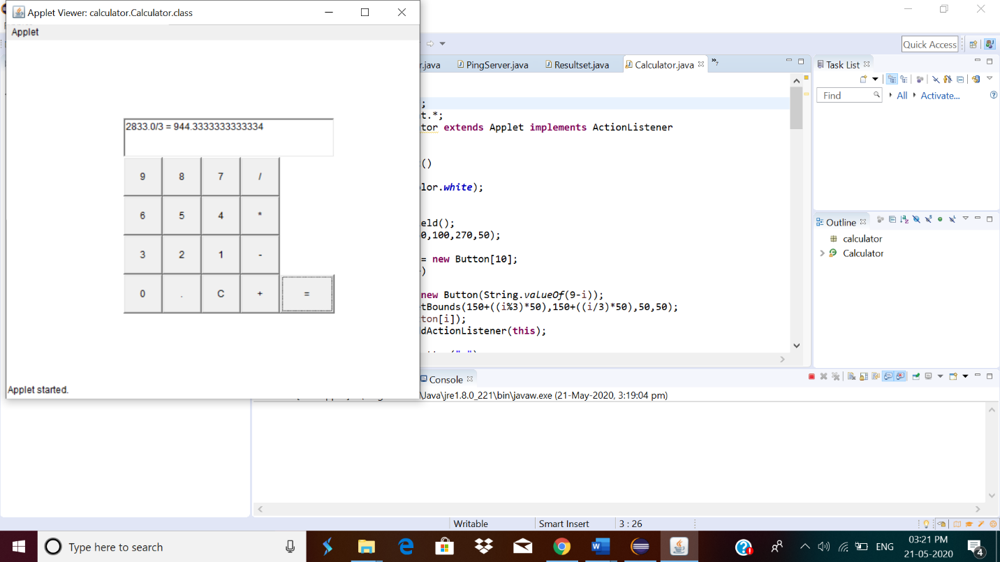 Applet Viewer: calculator.Calculator.class
Applet
2833.0/3 = 944.3333333333334
9 8 7 /
6 5 4 *
3 2 1 -
0 . C + =
Applet started.
Quick Access
r.java PingServer.java Resultset.java Calculator.java »7
;
t.*;
tor extends Applet implements ActionListener
()
lor.white);
eld();
0,100,270,50);
= new Button[10];
)
new Button(String.valueOf(9-i));
tBounds(150+((i%3)*50),150+((i/3)*50),50,50);
ton[i]);
dActionListener(this);
Task List
Find All Activate...
Outline
calculator
Calculator
Console
\Java\jre1.8.0_221\bin\javaw.exe (21-May-2020, 3:19:04 pm)
Writable Smart Insert 3 : 26
Type here to search
ENG
03:21 PM
21-05-2020
4